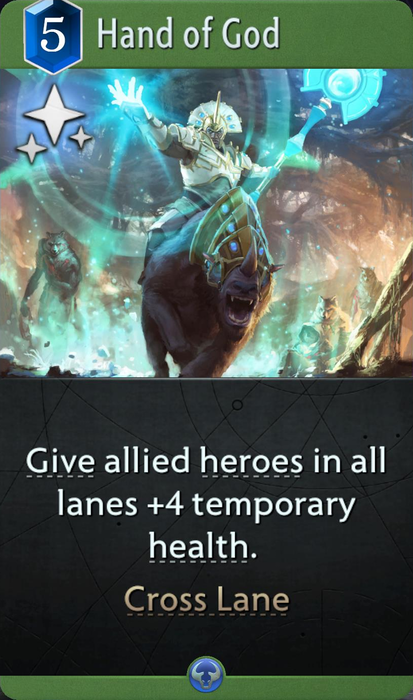 5 Hand of God
Give allied heroes in all
lanes +4 temporary
health.
Cross Lane